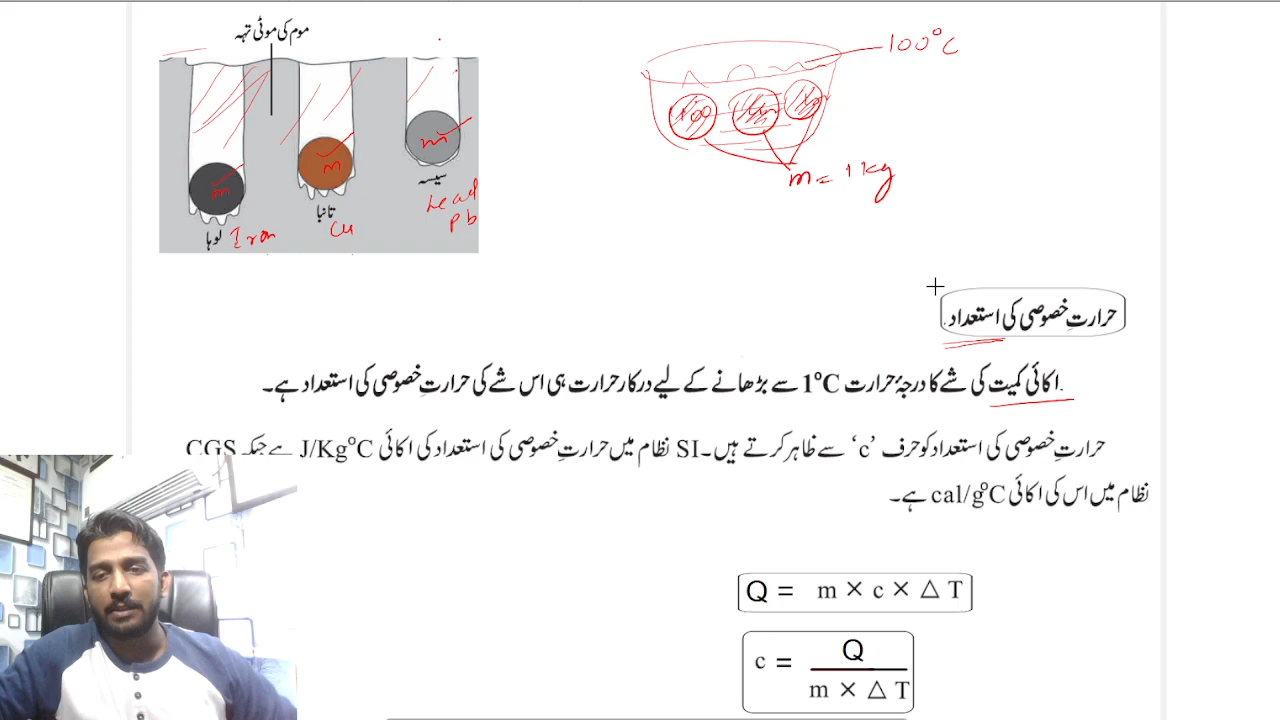 موم کی موٹی تہہ
100°C
m
m
m
سیسہ
Lead
Pb
تانبا
Cu
لوہا Iron
m = 1 kg
حرارتِ خصوصی کی استعداد
اکائی کمیت کی شے کا درجۂ حرارت 1°C سے بڑھانے کے لیے درکار حرارت ہی اس شے کی حرارتِ خصوصی کی استعداد ہے۔
حرارتِ خصوصی کی استعداد کو حرف ‘c’ سے ظاہر کرتے ہیں۔ SI نظام میں حرارتِ خصوصی کی استعداد کی اکائی J/Kg°C ہے جبکہ CGS
نظام میں اس کی اکائی cal/g°C ہے۔
Q = m × c × △ T
c = Q / m × △ T